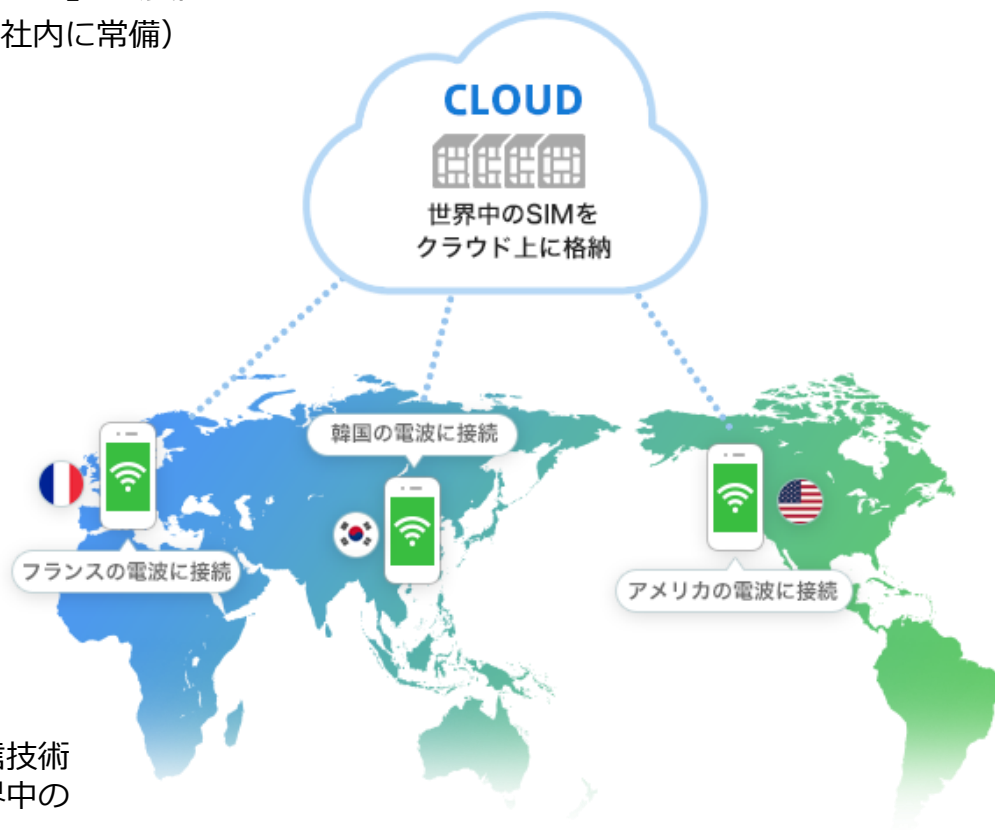 社内に常備）
CLOUD
世界中のSIMを
クラウド上に格納
韓国の電波に接続
フランスの電波に接続
アメリカの電波に接続
信技術
界中の